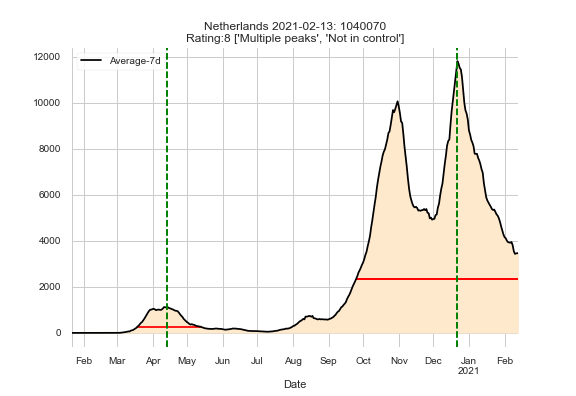 Netherlands 2021-02-13: 1040070
Rating:8 ['Multiple peaks', 'Not in control']
Average-7d
12000
10000
8000
6000
4000
2000
0
Feb Mar Apr May Jun Jul Aug Sep Oct Nov Dec Jan Feb
2021
Date